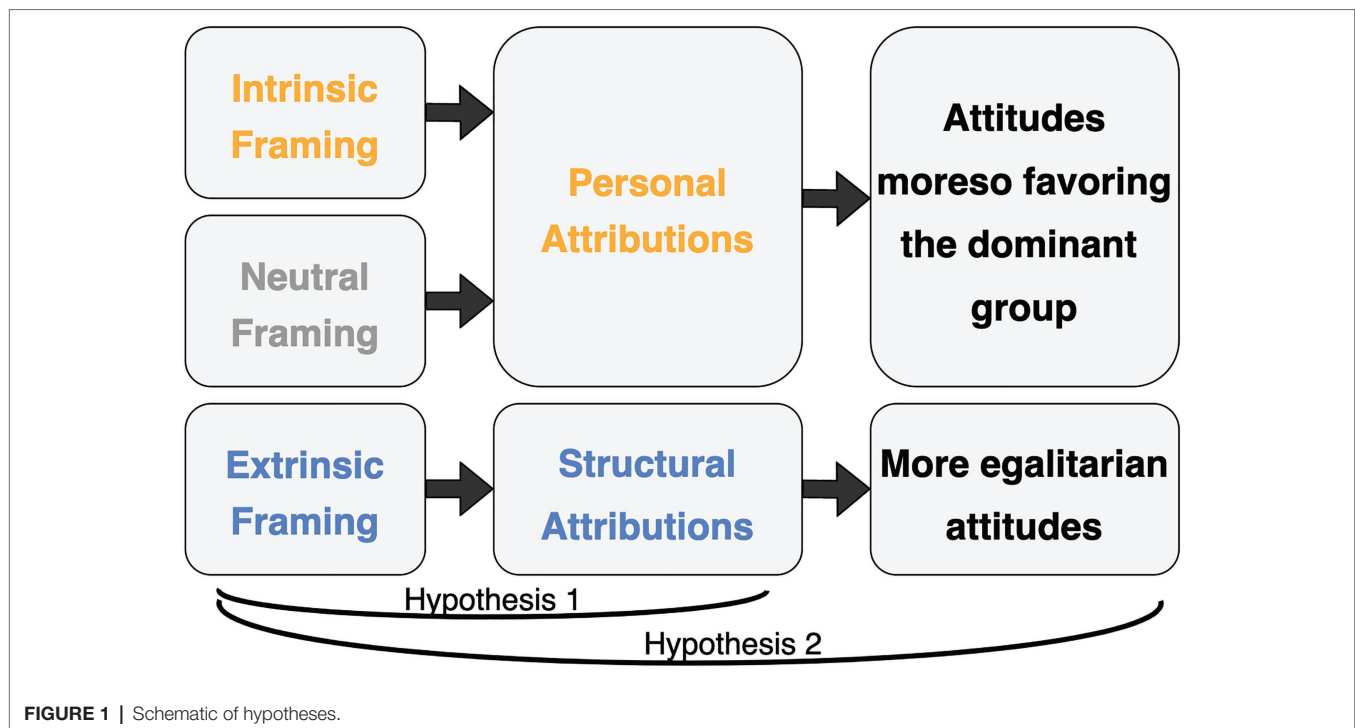 Intrinsic
Framing
Neutral
Framing
Personal
Attributions
Attitudes
moreso favoring
the dominant
group
Extrinsic
Framing
Structural
Attributions
More egalitarian
attitudes
Hypothesis 1
Hypothesis 2
FIGURE 1 | Schematic of hypotheses.